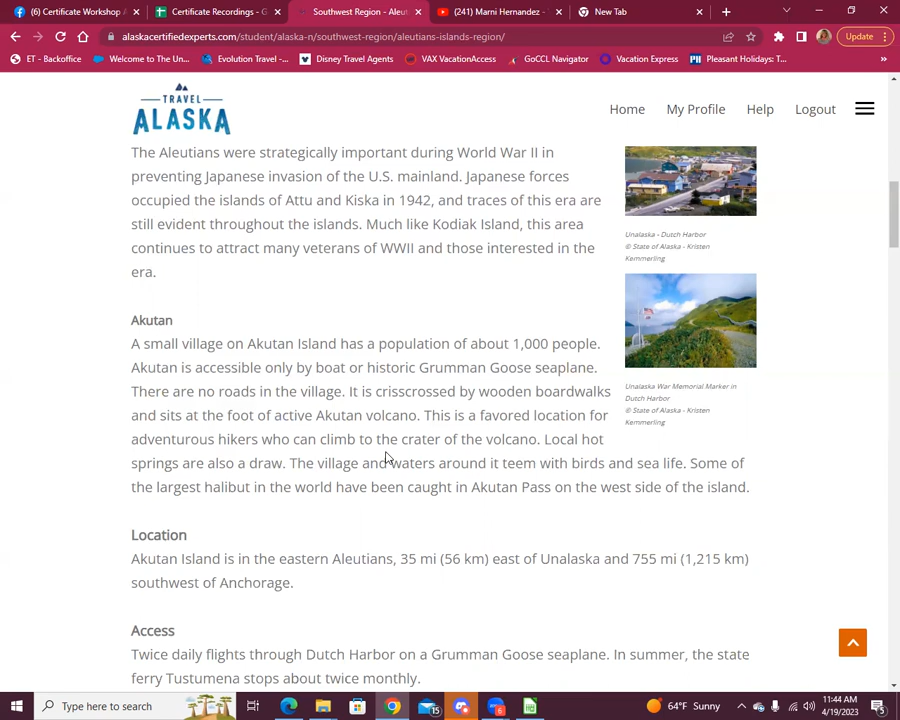 (6) Certificate Workshop A
Certificate Recordings - G
Southwest Region - Aleut
(241) Marni Hernandez -
New Tab
alaskacertifiedexperts.com/student/alaska-n/southwest-region/aleutians-islands-region/
Update
ET - Backoffice
Welcome to The Un...
Evolution Travel -...
Disney Travel Agents
VAX VacationAccess
GoCCL Navigator
Vacation Express
Pleasant Holidays: T...
TRAVEL
ALASKA
Home
My Profile
Help
Logout
The Aleutians were strategically important during World War II in
preventing Japanese invasion of the U.S. mainland. Japanese forces
occupied the islands of Attu and Kiska in 1942, and traces of this era are
still evident throughout the islands. Much like Kodiak Island, this area
continues to attract many veterans of WWII and those interested in the
era.
Unalaska - Dutch Harbor
© State of Alaska - Kristen
Kemmerling
Akutan
A small village on Akutan Island has a population of about 1,000 people.
Akutan is accessible only by boat or historic Grumman Goose seaplane.
There are no roads in the village. It is crisscrossed by wooden boardwalks
and sits at the foot of active Akutan volcano. This is a favored location for
adventurous hikers who can climb to the crater of the volcano. Local hot
springs are also a draw. The village and waters around it teem with birds and sea life. Some of
the largest halibut in the world have been caught in Akutan Pass on the west side of the island.
Unalaska War Memorial Marker in
Dutch Harbor
© State of Alaska - Kristen
Kemmerling
Location
Akutan Island is in the eastern Aleutians, 35 mi (56 km) east of Unalaska and 755 mi (1,215 km)
southwest of Anchorage.
Access
Twice daily flights through Dutch Harbor on a Grumman Goose seaplane. In summer, the state
ferry Tustumena stops about twice monthly.
Type here to search
15
6
64°F Sunny
11:44 AM
4/19/2023
5